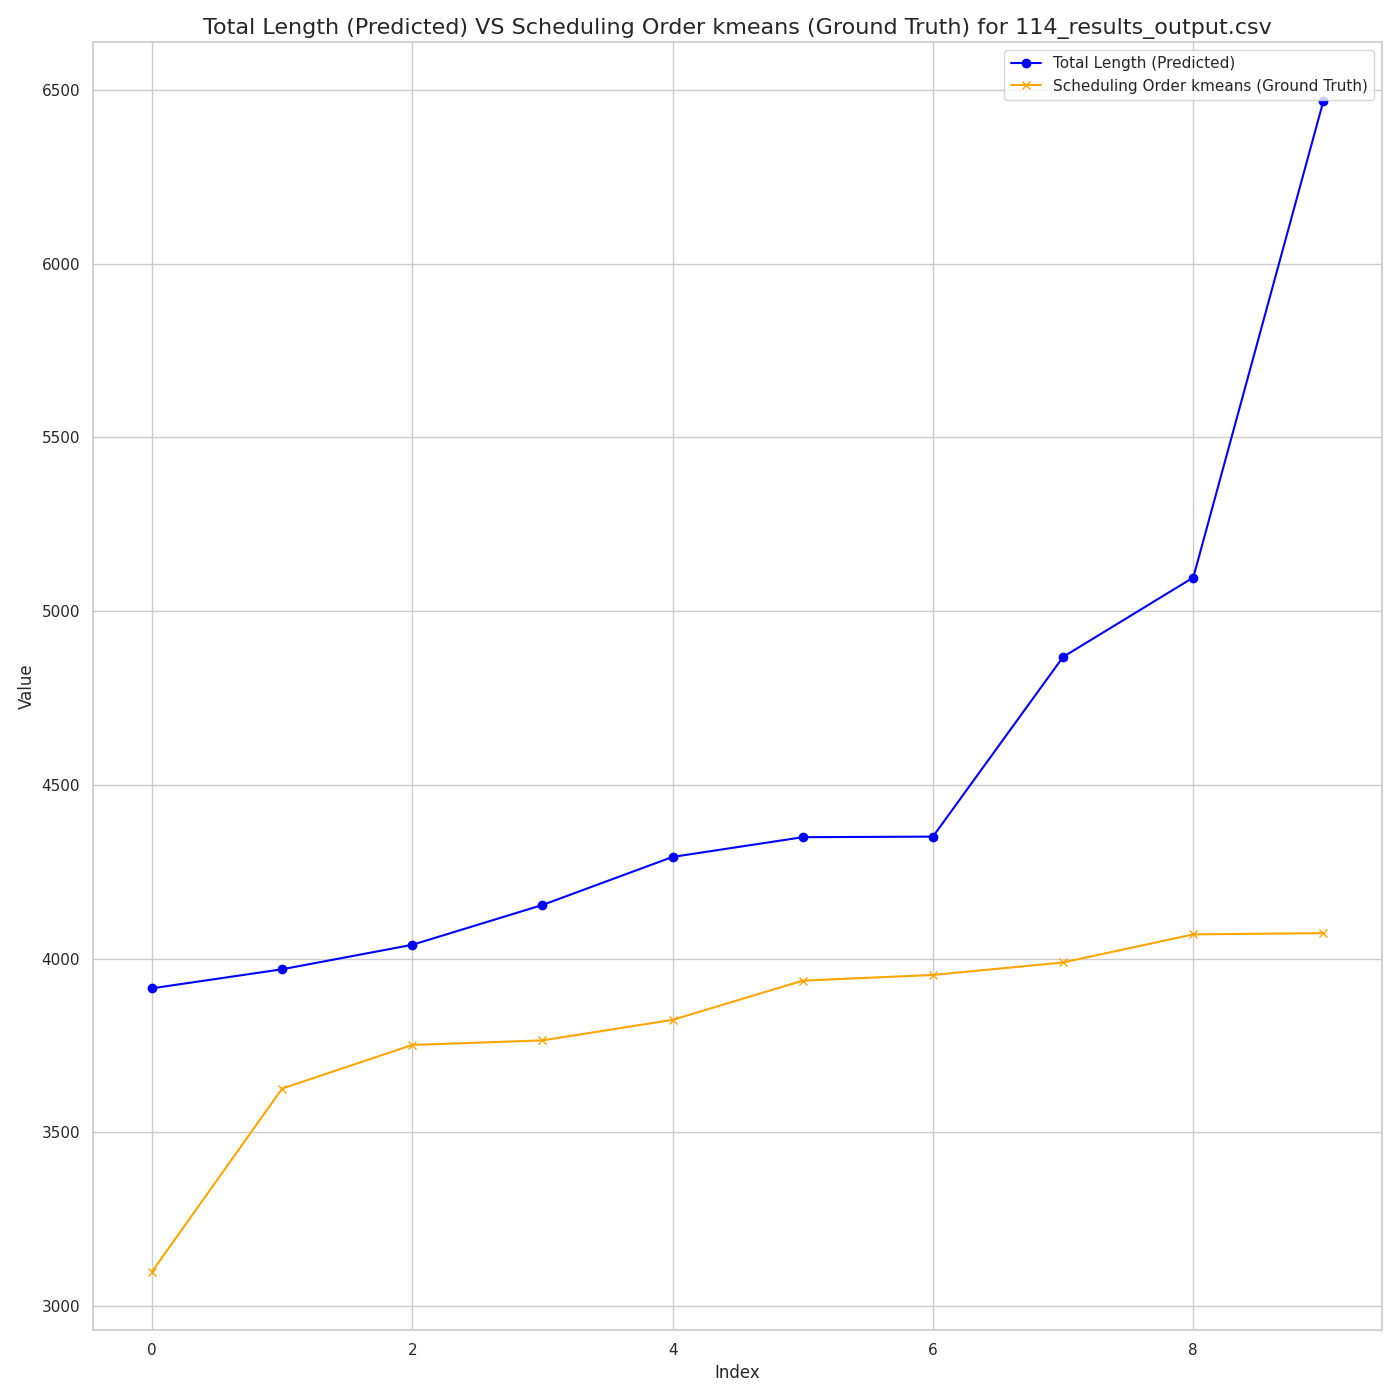 Total Length (Predicted) VS Scheduling Order kmeans (Ground Truth) for 114_results_output.csv
Total Length (Predicted)
Scheduling Order kmeans (Ground Truth)
6500
6000
5500
5000
4500
4000
3500
3000
Value
0 2 4 6 8
Index